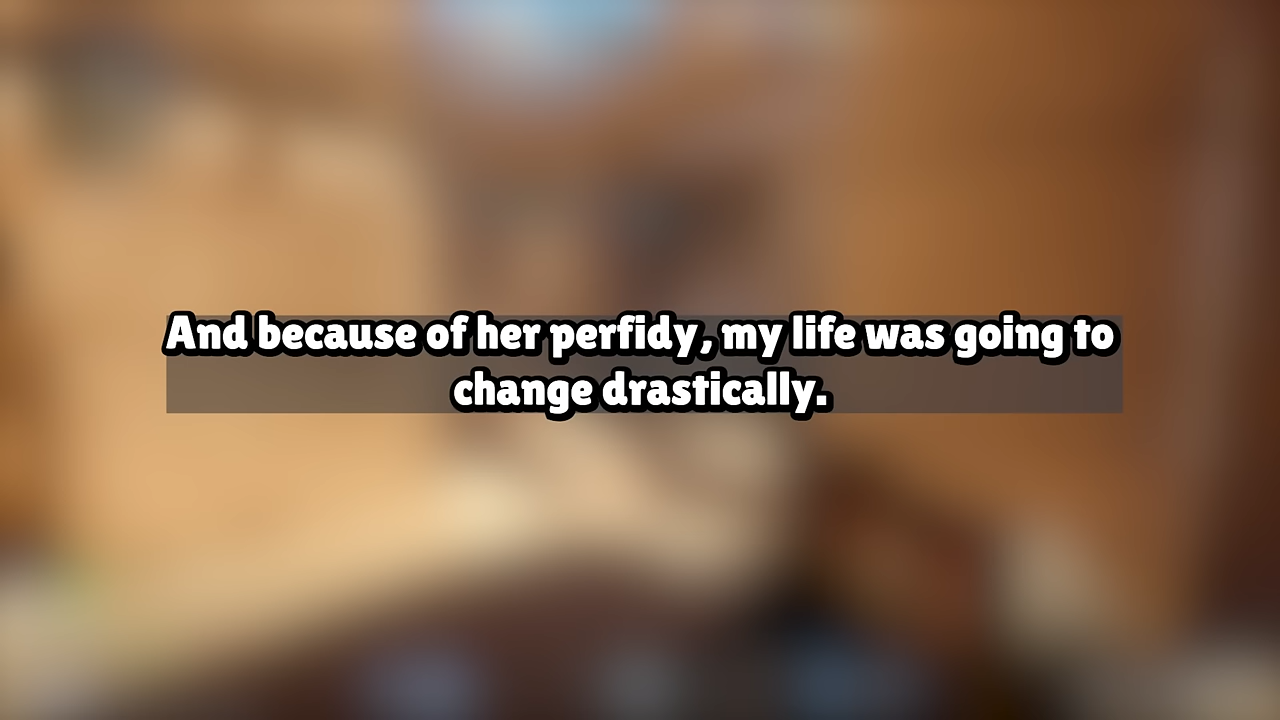 And because of her perfidy, my life was going to
change drastically.